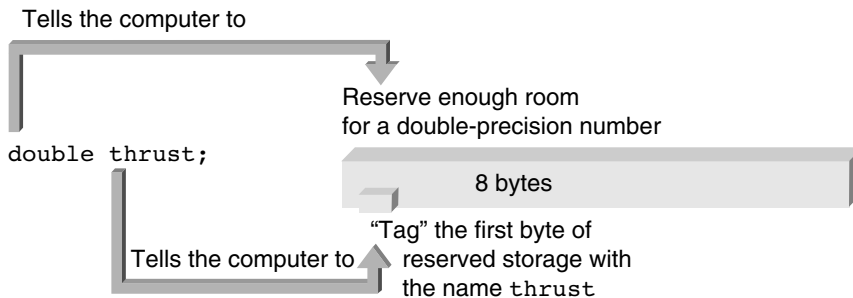 Tells the computer to
Reserve enough room
for a double-precision number
double thrust;
8 bytes
“Tag” the first byte of
Tells the computer to
reserved storage with
the name thrust